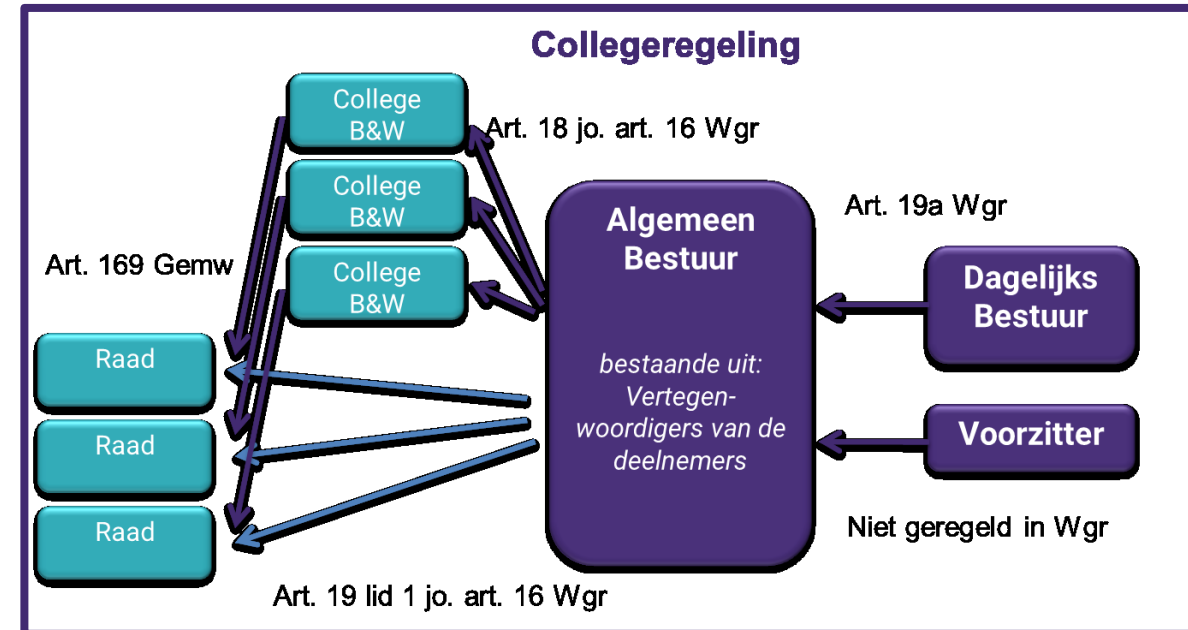 Collegeregeling
College
B&W
Art. 18 jo. art. 16 Wgr
College
B&W
College
B&W
Art. 169 Gemw
Raad
Raad
Raad
Algemeen
Bestuur
bestaande uit:
Vertegen-
woordigers van de
deelnemers
Art. 19a Wgr
Dagelijks
Bestuur
Voorzitter
Niet geregeld in Wgr
Art. 19 lid 1 jo. art. 16 Wgr